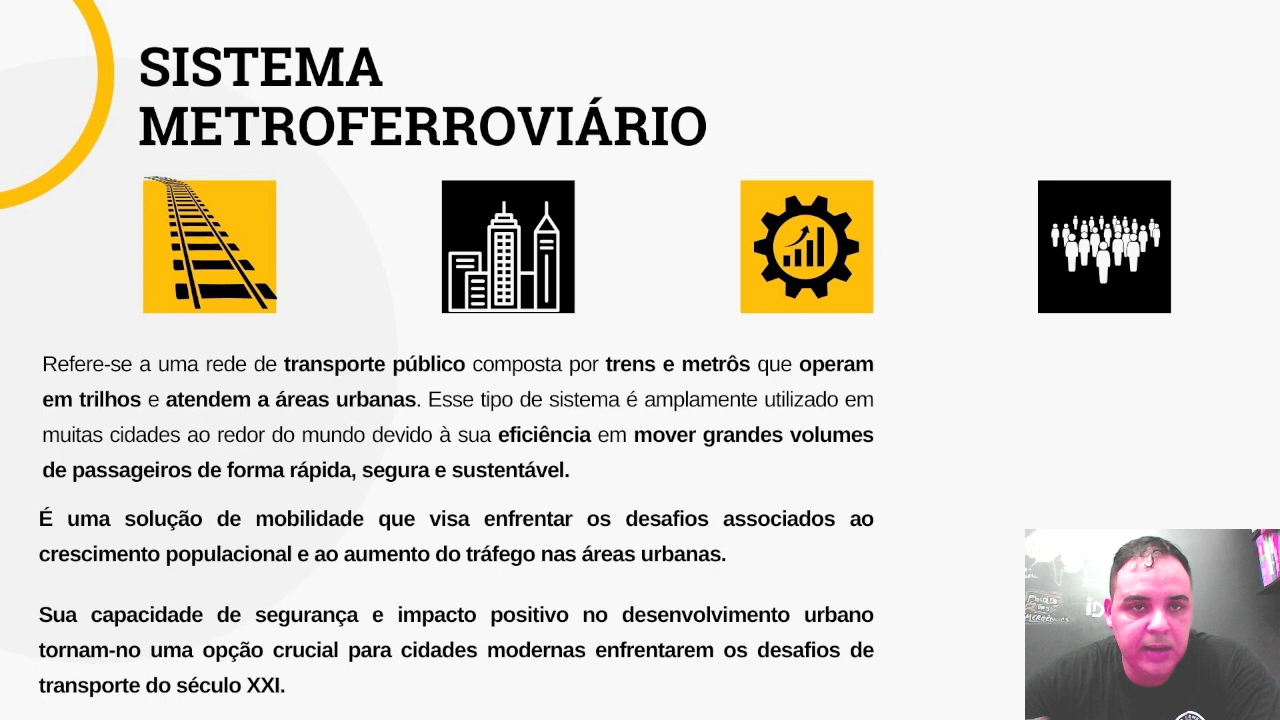 SISTEMA
METROFERROVIÁRIO
Refere-se a uma rede de transporte público composta por trens e metrôs que operam
em trilhos e atendem a áreas urbanas. Esse tipo de sistema é amplamente utilizado em
muitas cidades ao redor do mundo devido à sua eficiência em mover grandes volumes
de passageiros de forma rápida, segura e sustentável.
É uma solução de mobilidade que visa enfrentar os desafios associados ao
crescimento populacional e ao aumento do tráfego nas áreas urbanas.
Sua capacidade de segurança e impacto positivo no desenvolvimento urbano
tornam-no uma opção crucial para cidades modernas enfrentarem os desafios de
transporte do século XXI.